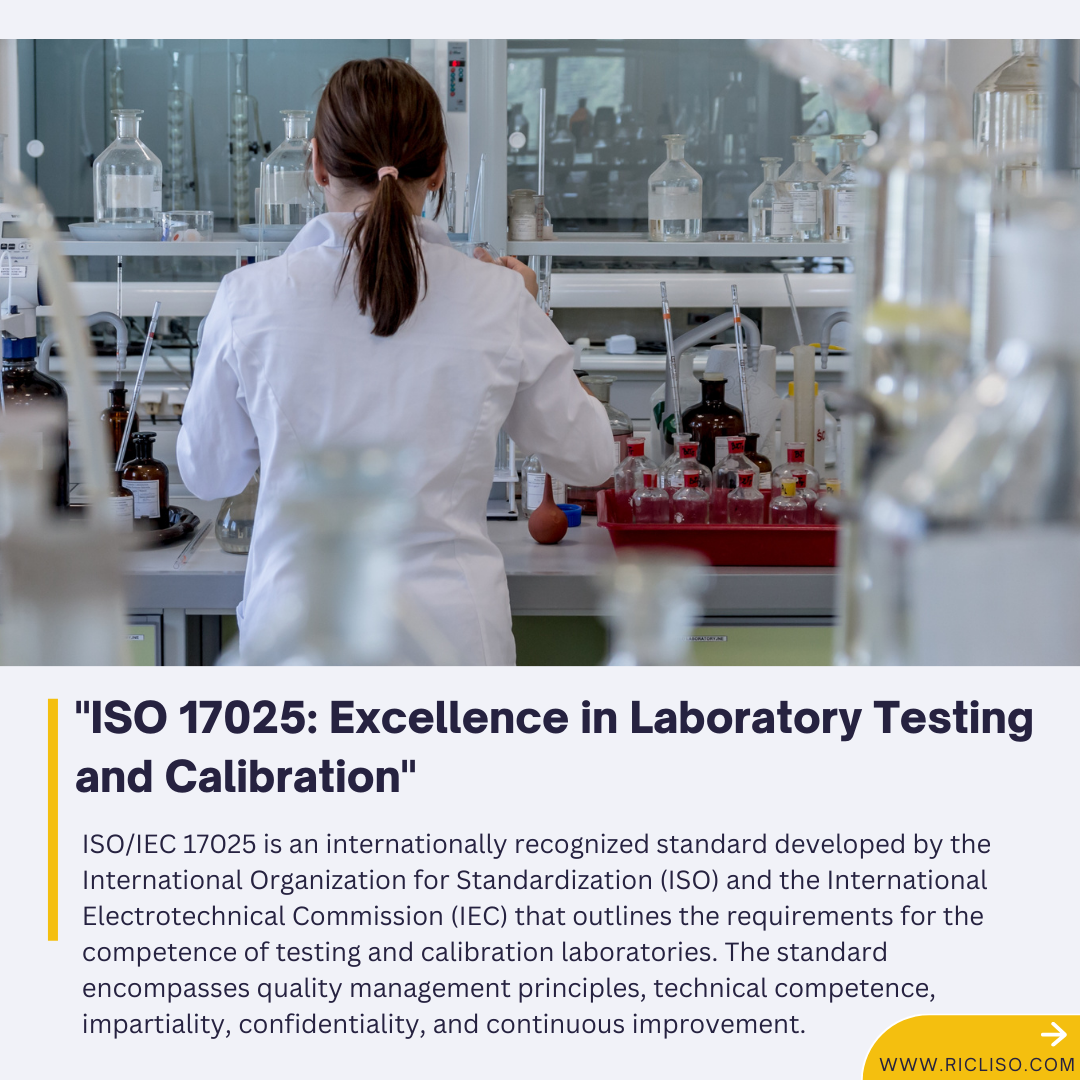 "ISO 17025: Excellence in Laboratory Testing
and Calibration"
ISO/IEC 17025 is an internationally recognized standard developed by the
International Organization for Standardization (ISO) and the International
Electrotechnical Commission (IEC) that outlines the requirements for the
competence of testing and calibration laboratories. The standard
encompasses quality management principles, technical competence,
impartiality, confidentiality, and continuous improvement.
WWW.RICLISO.COM